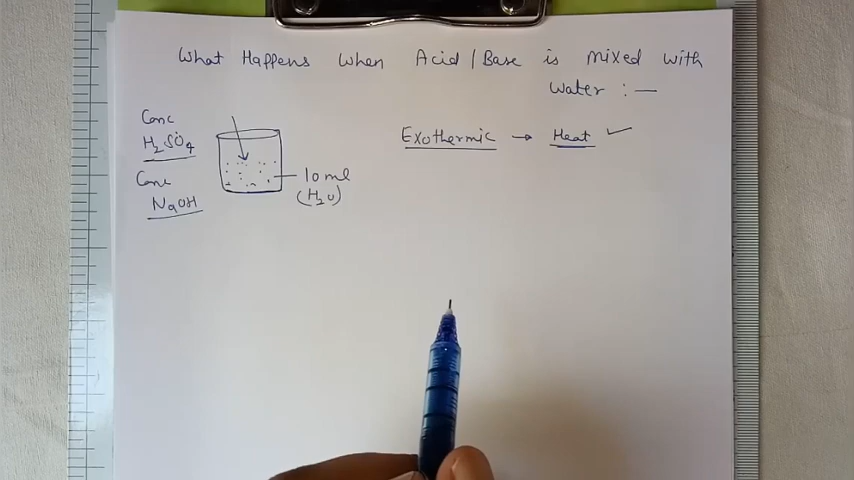 What Happens when Acid / Base is mixed with
water : —
Conc
H₂SO₄
Conc
NaOH
10 ml
(H₂O)
Exothermic → Heat ✓